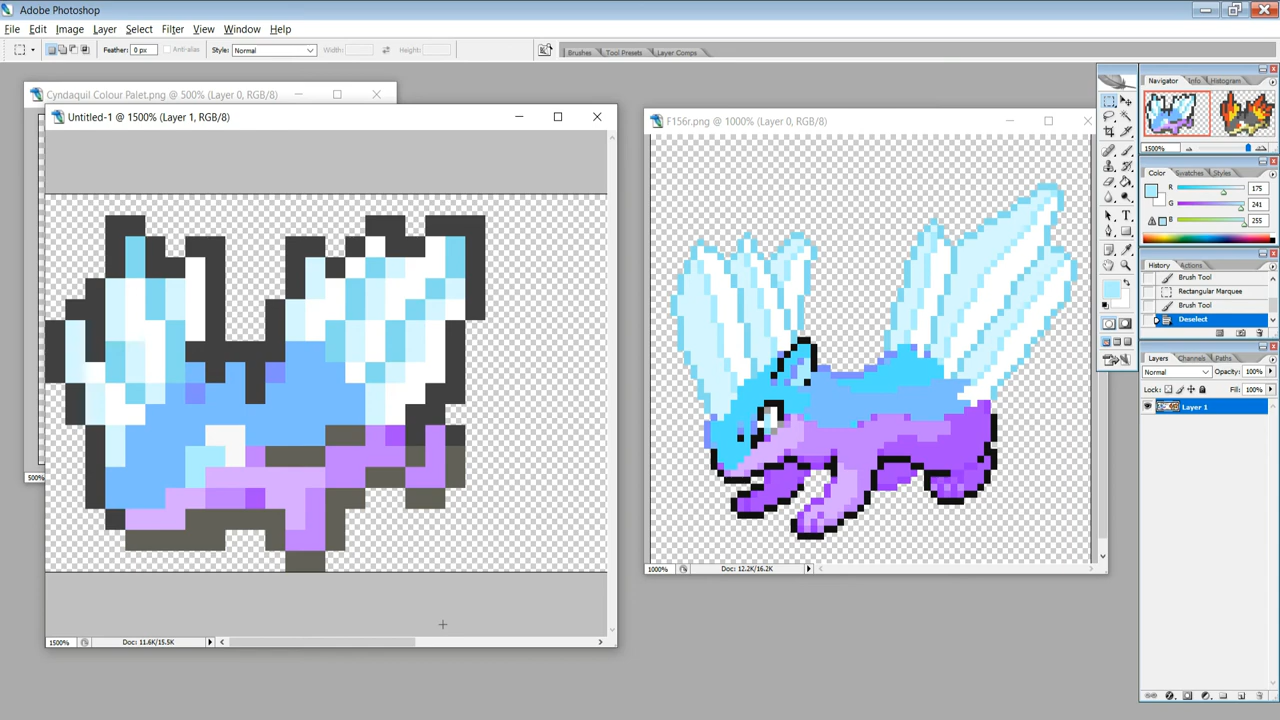 Adobe Photoshop
File Edit Image Layer Select Filter View Window Help
Feather: 0 px Anti-alias Style: Normal Width: Height: Brushes Tool Presets Layer Comps
Cyndaquil Colour Palet.png @ 500% (Layer 0, RGB/8)
Untitled-1 @ 1500% (Layer 1, RGB/8)
500%
1500% Doc: 11.6K/15.5K
F156r.png @ 1000% (Layer 0, RGB/8)
1000% Doc: 12.2K/16.2K
Navigator Info Histogram
1500%
Color Swatches Styles
R 175
G 241
B 255
History Actions
Brush Tool
Rectangular Marquee
Brush Tool
Deselect
Layers Channels Paths
Normal Opacity: 100%
Lock: Fill: 100%
Layer 1